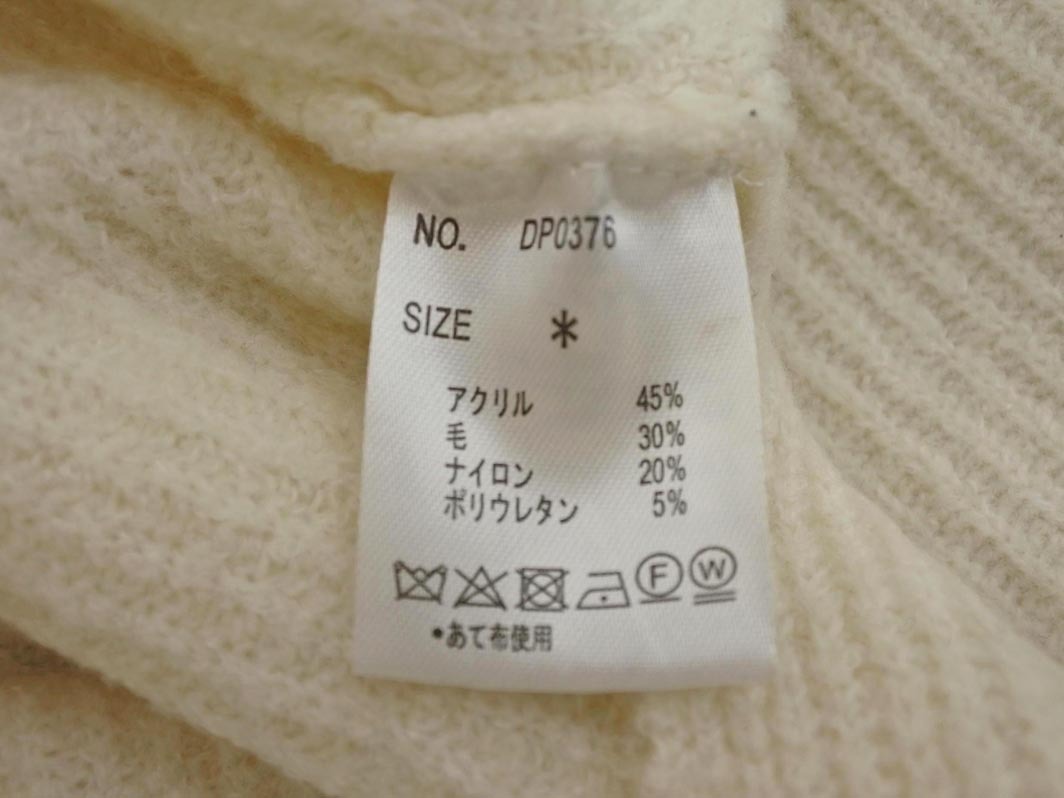 NO. DP0376
SIZE *
アクリル 45%
毛 30%
ナイロン 20%
ポリウレタン 5%
F W
•あて布使用